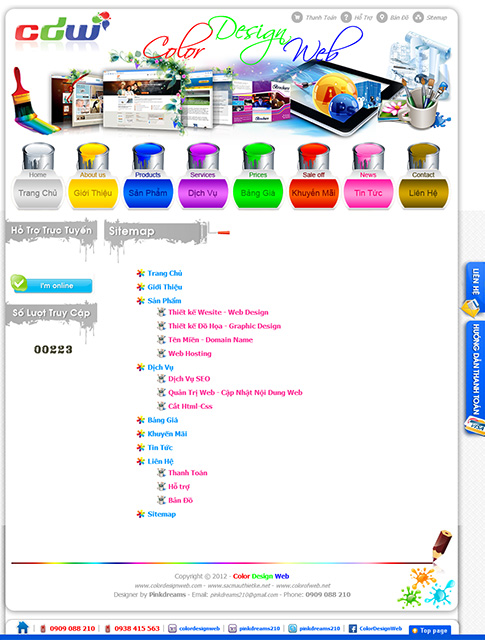 cdw
Color Design Web
Thanh Toán Hỗ Trợ Bản Đồ Sitemap
Home About us Products Services Prices Sale off News Contact
Trang Chủ Giới Thiệu Sản Phẩm Dịch Vụ Bảng Giá Khuyến Mãi Tin Tức Liên Hệ
Hỗ Trợ Trực Tuyến
Sitemap
I'm online
Số Lượt Truy Cập
00223
Trang Chủ
Giới Thiệu
Sản Phẩm
Thiết kế Wesite - Web Design
Thiết kế Đồ Họa - Graphic Design
Tên Miền - Domain Name
Web Hosting
Dịch Vụ
Dịch Vụ SEO
Quản Trị Web - Cập Nhật Nội Dung Web
Cắt Html-Css
Bảng Giá
Khuyến Mãi
Tin Tức
Liên Hệ
Thanh Toán
Hỗ trợ
Bản Đồ
Sitemap
LIÊN HỆ
HƯỚNG DẪN THANH TOÁN
Copyright © 2012 - Color Design Web
www.colordesignweb.com - www.sacmauthietke.net - www.colorofweb.net
Designer by Pinkdreams - Email: pinkdreams210@gmail.com - Phone: 0909 088 210
0909 088 210 0938 415 563 colordesignweb pinkdreams210 pinkdreams210 ColorDesignWeb Top page